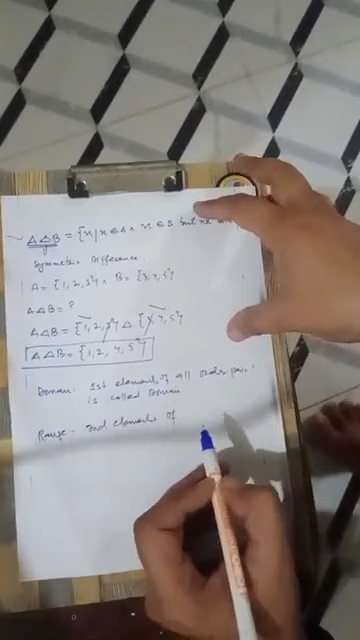 A △ B = {x | x ∈ A ∧ x ∈ B but
Symmetric Difference
A = {1, 2, 3} ∧ B = {3, 4, 5}
A △ B = ?
A △ B = {1, 2, 3} △ {3, 4, 5}
A △ B = {1, 2, 4, 5}
Domain: 1st elements of all order pair
is called Domain
Range - 2nd elements of